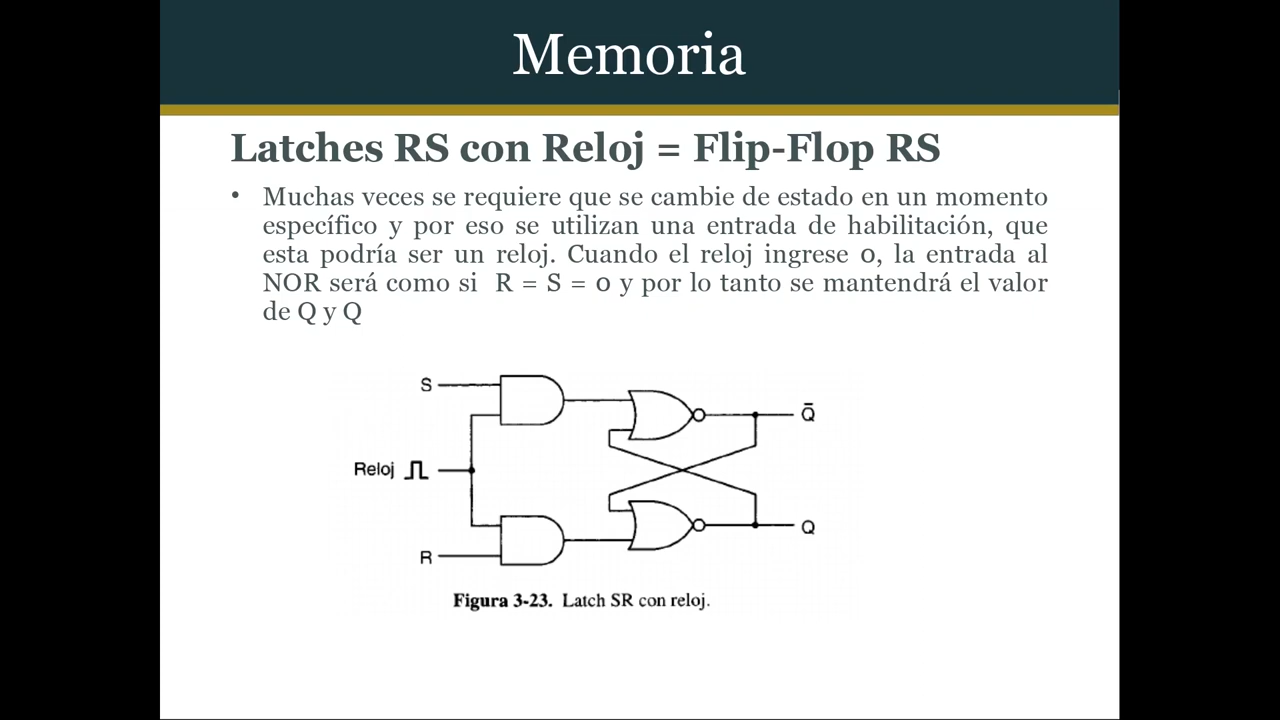 Memoria
Latches RS con Reloj = Flip-Flop RS
• Muchas veces se requiere que se cambie de estado en un momento
específico y por eso se utilizan una entrada de habilitación, que
esta podría ser un reloj. Cuando el reloj ingrese 0, la entrada al
NOR será como si R = S = 0 y por lo tanto se mantendrá el valor
de Q y Q
S
Q̄
Reloj
Q
R
Figura 3-23. Latch SR con reloj.